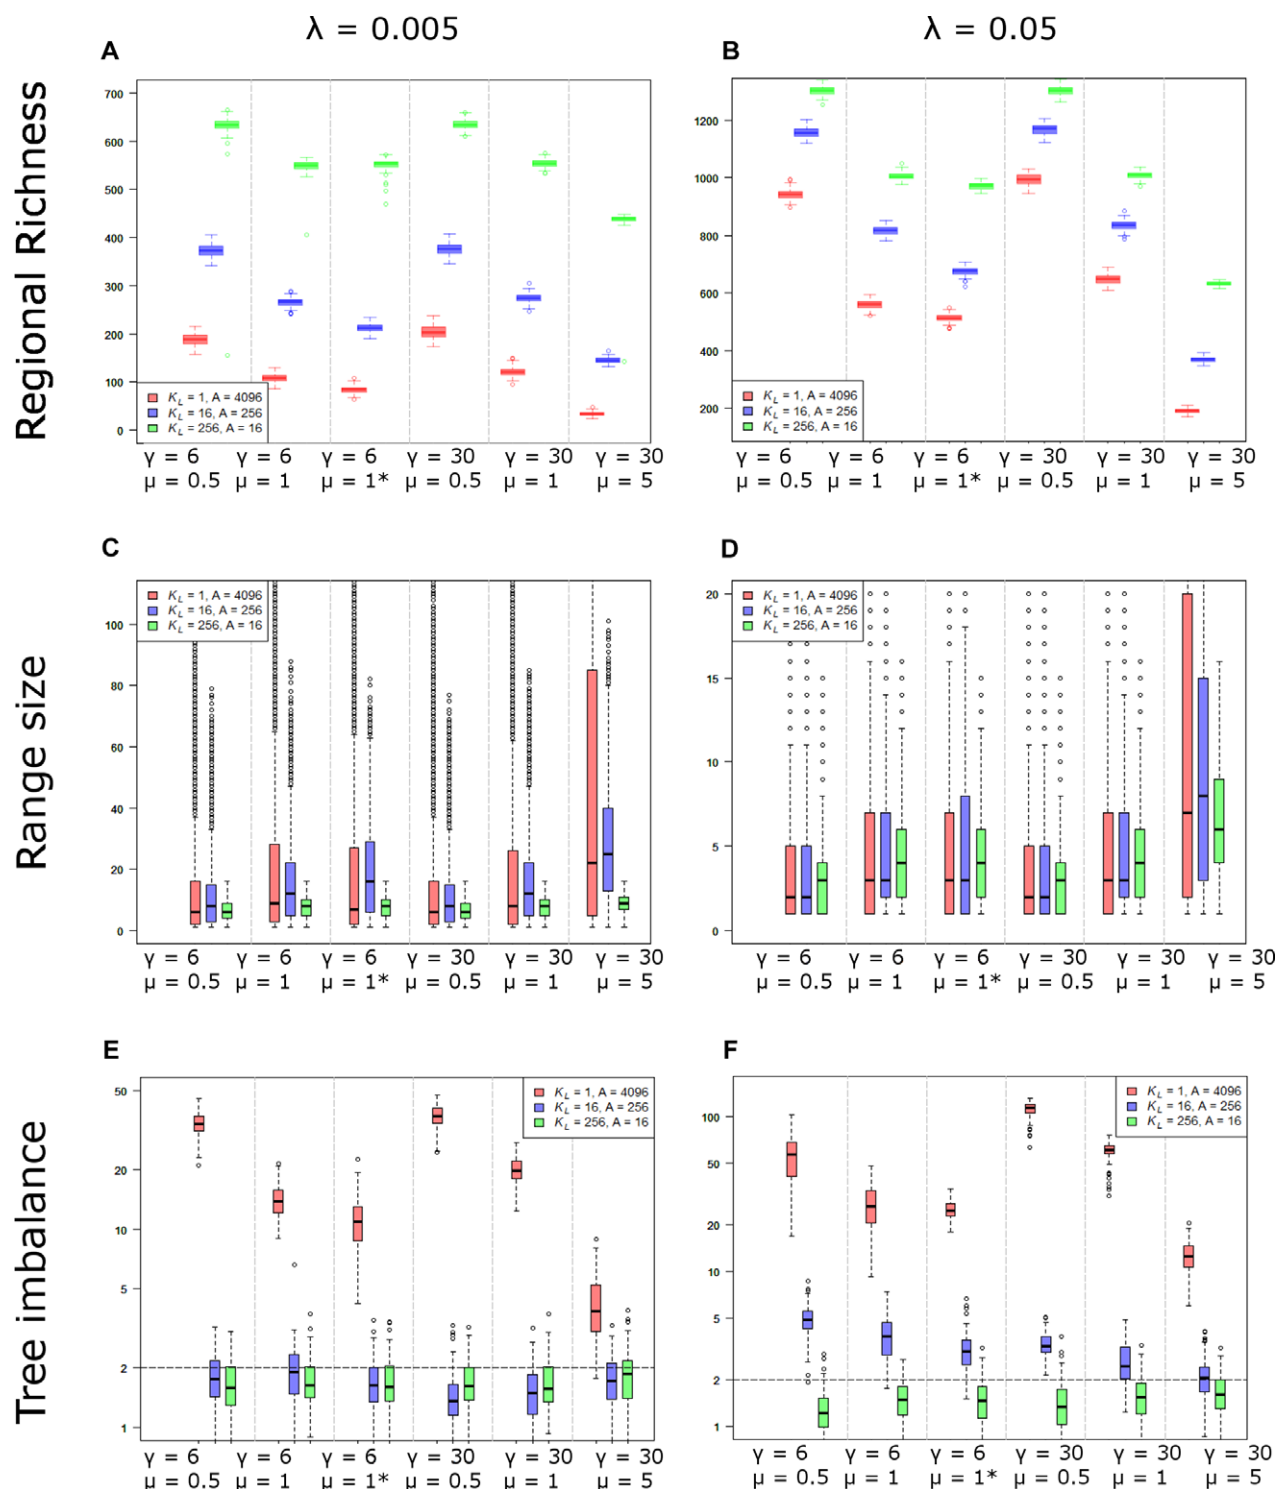 λ = 0.005
λ = 0.05
Regional Richness
A
700
600
500
400
300
200
100
0
K_L = 1, A = 4096
K_L = 16, A = 256
K_L = 256, A = 16
γ = 6 γ = 6 γ = 6 γ = 30 γ = 30 γ = 30
μ = 0.5 μ = 1 μ = 1* μ = 0.5 μ = 1 μ = 5
B
1200
1000
800
600
400
200
K_L = 1, A = 4096
K_L = 16, A = 256
K_L = 256, A = 16
γ = 6 γ = 6 γ = 6 γ = 30 γ = 30 γ = 30
μ = 0.5 μ = 1 μ = 1* μ = 0.5 μ = 1 μ = 5
Range size
C
100
80
60
40
20
0
K_L = 1, A = 4096
K_L = 16, A = 256
K_L = 256, A = 16
γ = 6 γ = 6 γ = 6 γ = 30 γ = 30 γ = 30
μ = 0.5 μ = 1 μ = 1* μ = 0.5 μ = 1 μ = 5
D
20
15
10
5
0
K_L = 1, A = 4096
K_L = 16, A = 256
K_L = 256, A = 16
γ = 6 γ = 6 γ = 6 γ = 30 γ = 30 γ = 30
μ = 0.5 μ = 1 μ = 1* μ = 0.5 μ = 1 μ = 5
Tree imbalance
E
50
20
10
5
2
1
K_L = 1, A = 4096
K_L = 16, A = 256
K_L = 256, A = 16
γ = 6 γ = 6 γ = 6 γ = 30 γ = 30 γ = 30
μ = 0.5 μ = 1 μ = 1* μ = 0.5 μ = 1 μ = 5
F
100
50
20
10
5
2
1
K_L = 1, A = 4096
K_L = 16, A = 256
K_L = 256, A = 16
γ = 6 γ = 6 γ = 6 γ = 30 γ = 30 γ = 30
μ = 0.5 μ = 1 μ = 1* μ = 0.5 μ = 1 μ = 5